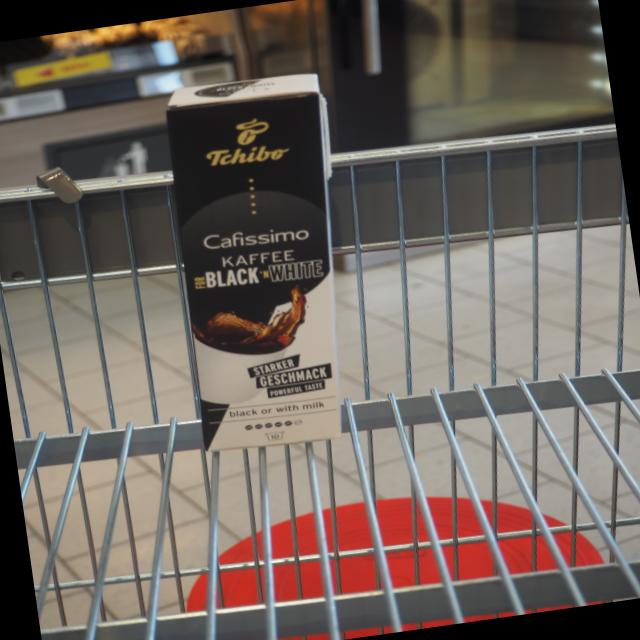 Tchibo
Cafissimo
KAFFEE
FOR BLACK 'N WHITE
STARKER
GESCHMACK
POWERFUL TASTE
black or with milk